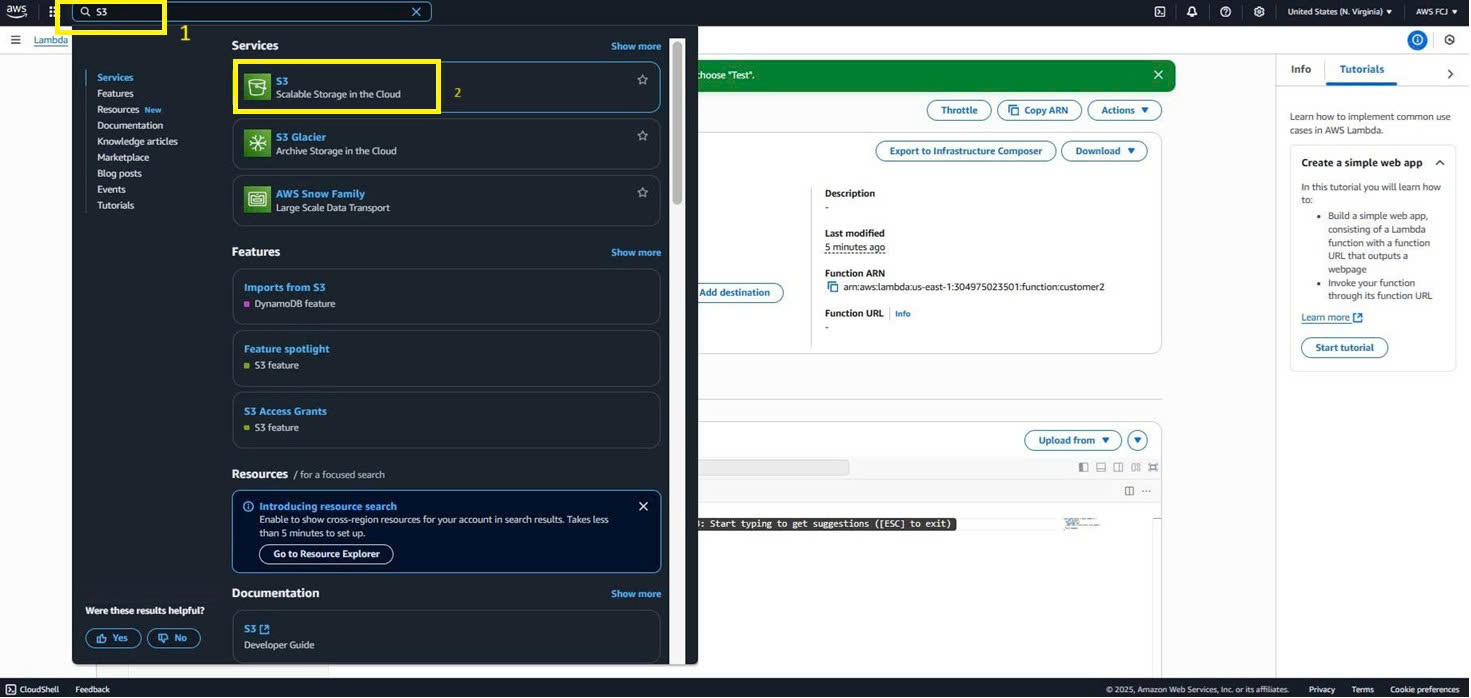 aws
S3
1
United States (N. Virginia)
AWS FCJ
Lambda
Services
Features
Resources New
Documentation
Knowledge articles
Marketplace
Blog posts
Events
Tutorials
Were these results helpful?
Yes
No
Services
Show more
S3
Scalable Storage in the Cloud
2
S3 Glacier
Archive Storage in the Cloud
AWS Snow Family
Large Scale Data Transport
Features
Show more
Imports from S3
DynamoDB feature
Feature spotlight
S3 feature
S3 Access Grants
S3 feature
Resources / for a focused search
Introducing resource search
Enable to show cross-region resources for your account in search results. Takes less
than 5 minutes to set up.
Go to Resource Explorer
Documentation
Show more
S3
Developer Guide
choose "Test".
Throttle
Copy ARN
Actions
Export to Infrastructure Composer
Download
Add destination
Description
-
Last modified
5 minutes ago
Function ARN
arn:aws:lambda:us-east-1:304975023501:function:customer2
Function URL
Info
-
Upload from
: Start typing to get suggestions ([ESC] to exit)
Info
Tutorials
Learn how to implement common use
cases in AWS Lambda.
Create a simple web app
In this tutorial you will learn how
to:
• Build a simple web app,
consisting of a Lambda
function with a function
URL that outputs a
webpage
• Invoke your function
through its function URL
Learn more
Start tutorial
CloudShell
Feedback
© 2025, Amazon Web Services, Inc. or its affiliates.
Privacy
Terms
Cookie preferences